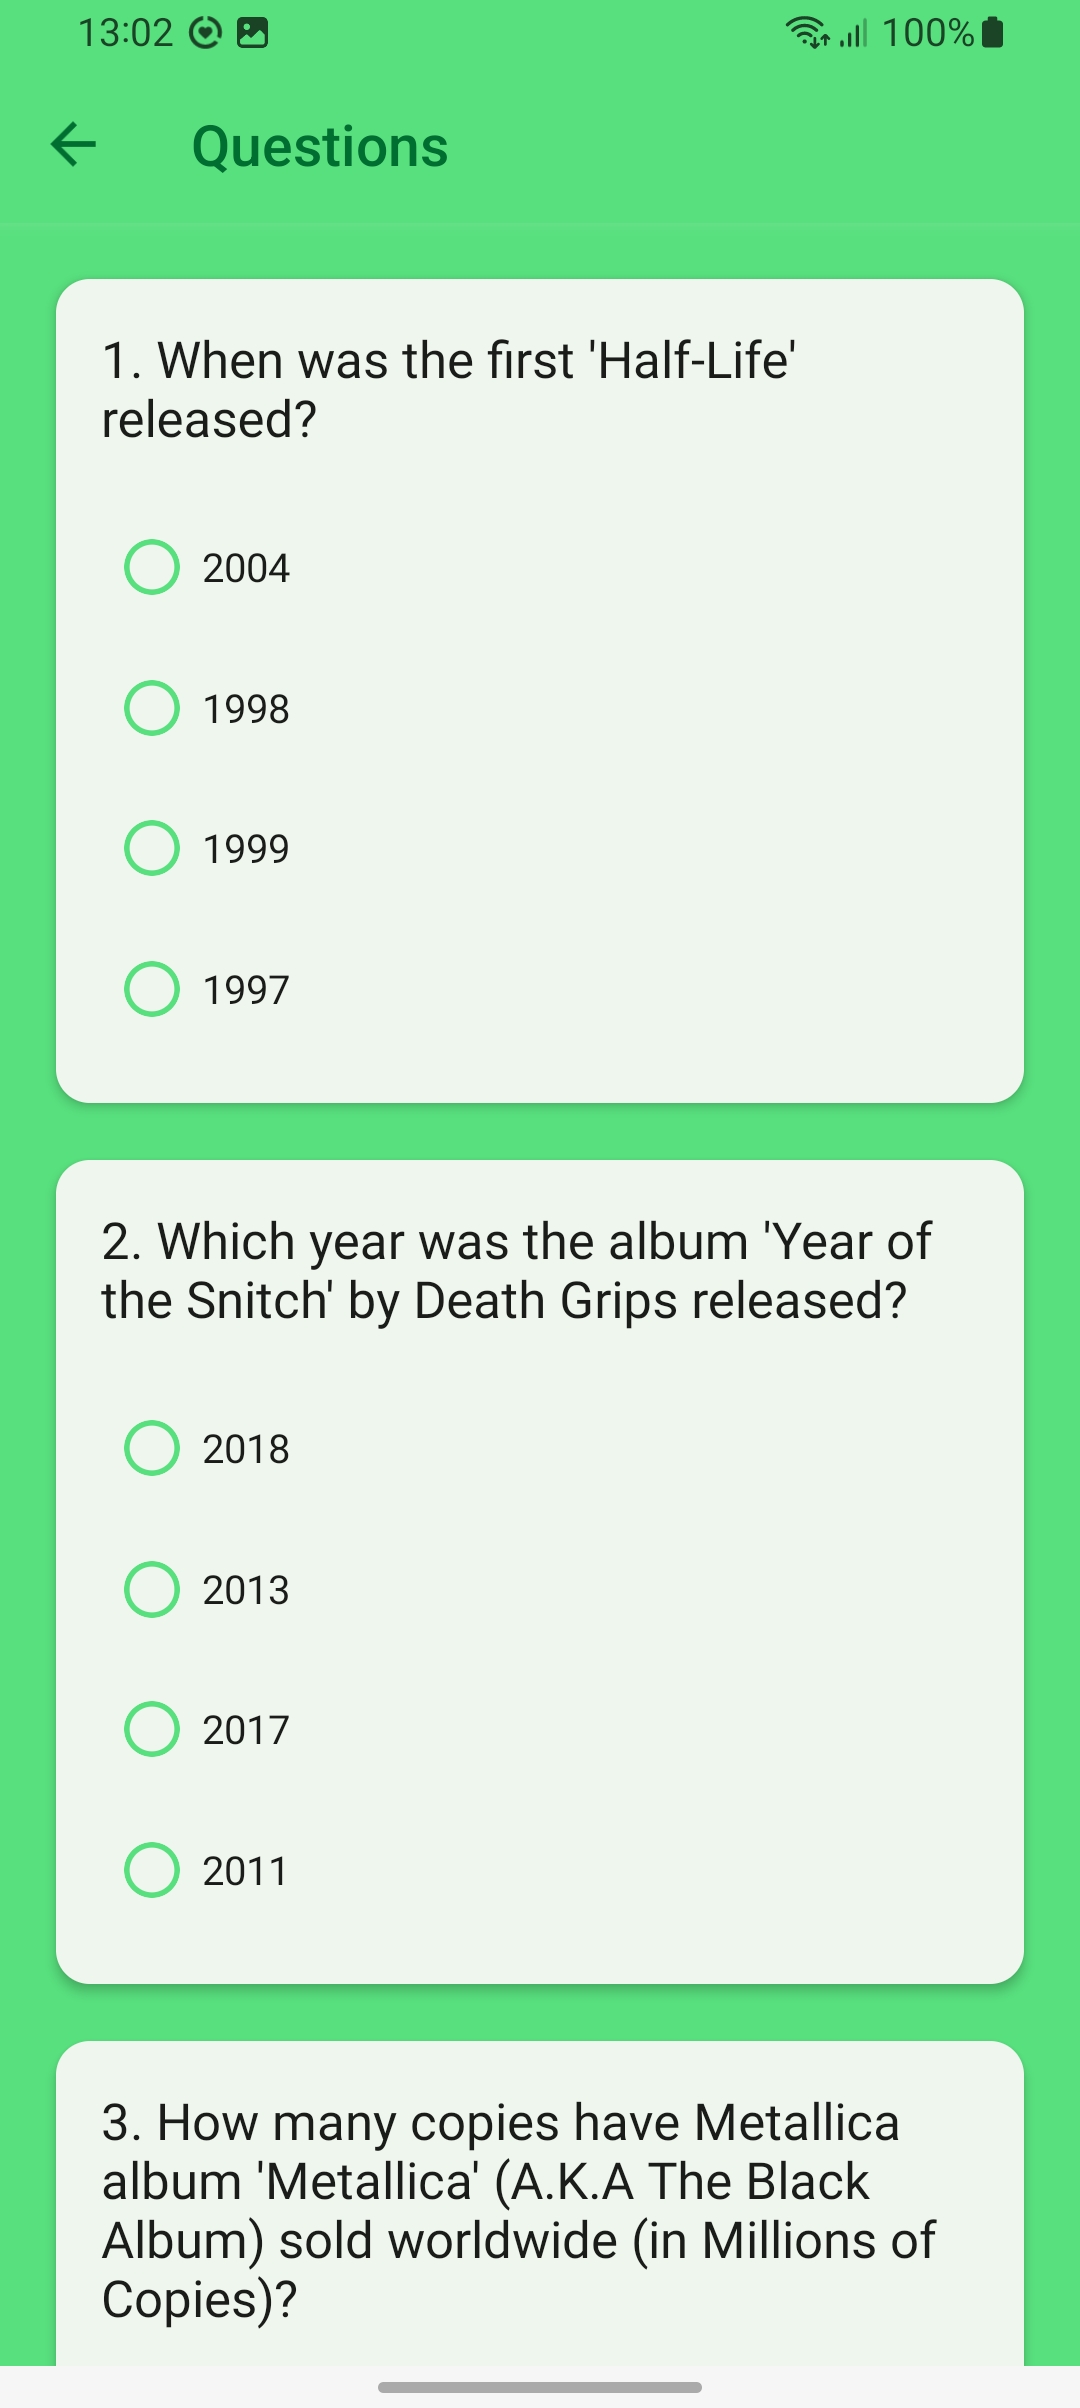 13:02 100%
Questions
1. When was the first 'Half-Life'
released?
2004
1998
1999
1997
2. Which year was the album 'Year of
the Snitch' by Death Grips released?
2018
2013
2017
2011
3. How many copies have Metallica
album 'Metallica' (A.K.A The Black
Album) sold worldwide (in Millions of
Copies)?